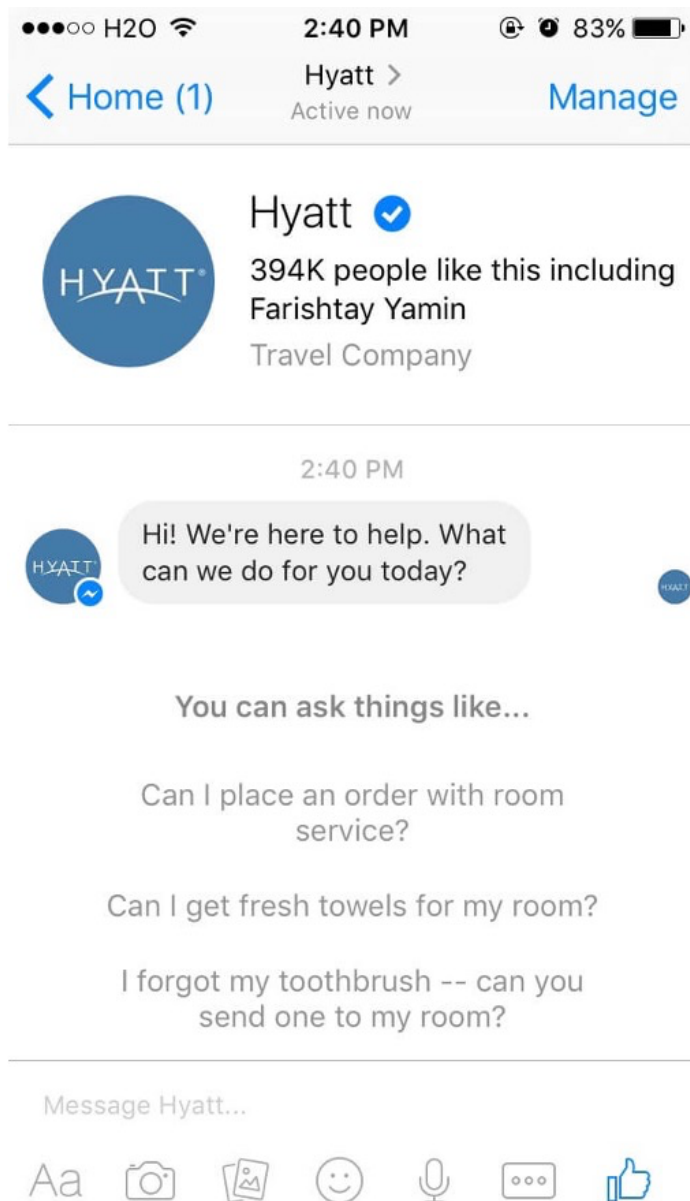 H2O 2:40 PM 83%
Home (1) Hyatt > Manage
Active now
Hyatt
HYATT
394K people like this including
Farishtay Yamin
Travel Company
2:40 PM
Hi! We're here to help. What
can we do for you today?
HYATT
HYATT
You can ask things like...
Can I place an order with room
service?
Can I get fresh towels for my room?
I forgot my toothbrush -- can you
send one to my room?
Message Hyatt...
Aa